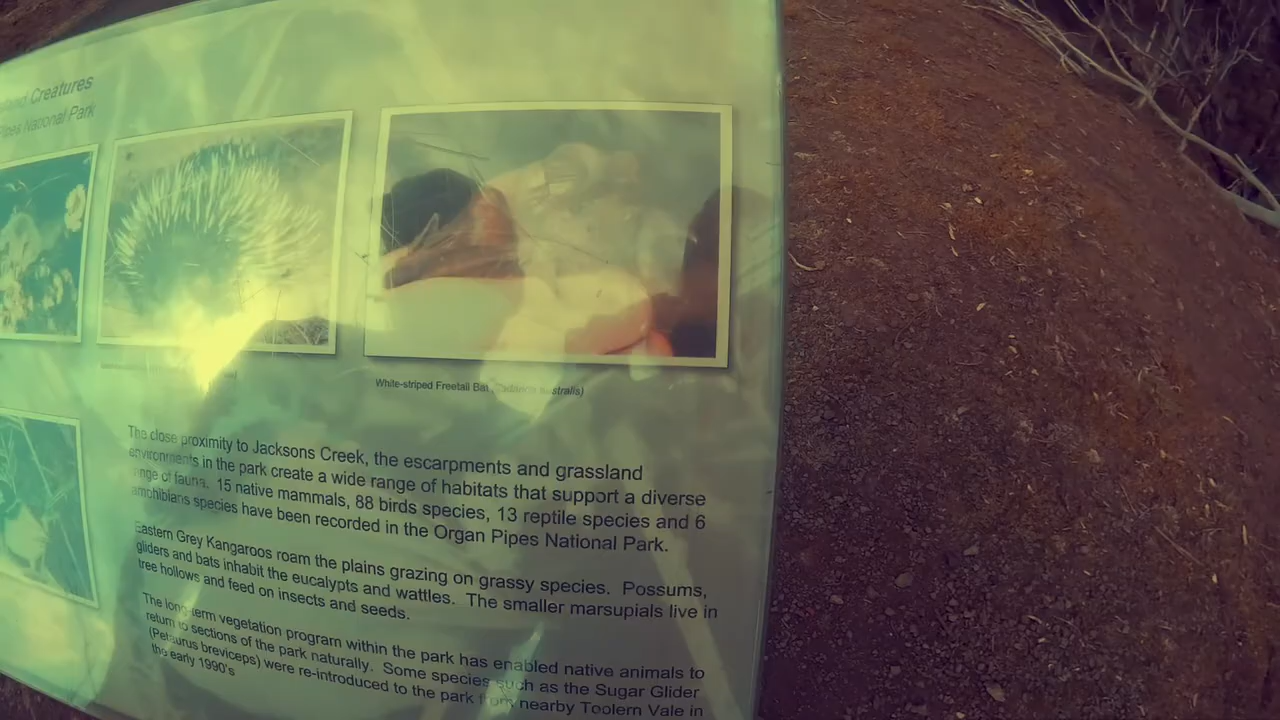 Creatures
Pipes National Park
White-striped Freetail Bat (Tadarida australis)
The close proximity to Jacksons Creek, the escarpments and grassland
environments in the park create a wide range of habitats that support a diverse
range of fauna. 15 native mammals, 88 birds species, 13 reptile species and 6
amphibians species have been recorded in the Organ Pipes National Park.
Eastern Grey Kangaroos roam the plains grazing on grassy species. Possums,
gliders and bats inhabit the eucalypts and wattles. The smaller marsupials live in
tree hollows and feed on insects and seeds.
The long-term vegetation program within the park has enabled native animals to
return to sections of the park naturally. Some species such as the Sugar Glider
(Petaurus breviceps) were re-introduced to the park from nearby Toolern Vale in
the early 1990's